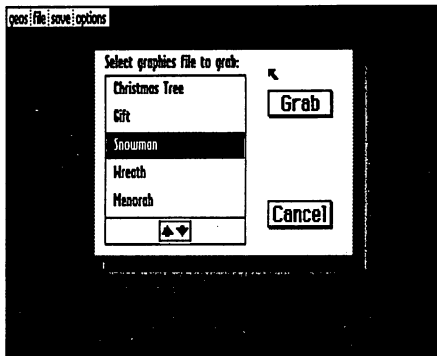 geos file save options
Select graphics file to grab:
Christmas Tree
Gift
Snowman
Wreath
Menorah
Grab
Cancel